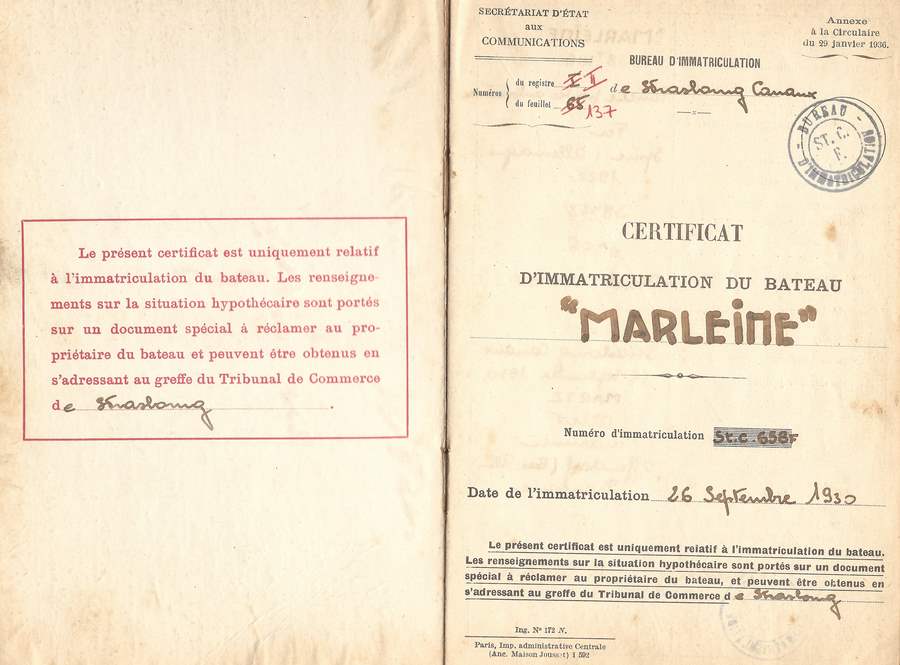 Le présent certificat est uniquement relatif
à l'immatriculation du bateau. Les renseigne-
ments sur la situation hypothécaire sont portés
sur un document spécial à réclamer au pro-
priétaire du bateau et peuvent être obtenus en
s'adressant au greffe du Tribunal de Commerce
de Strasbourg.
SECRÉTARIAT D'ÉTAT
aux
COMMUNICATIONS
Annexe
à la Circulaire
du 29 janvier 1936.
BUREAU D'IMMATRICULATION
de Strasbourg Canaux
Numéros
du registre I II
du feuillet 65 137
BUREAU D'IMMATRICULATION
ST. C.
F.
CERTIFICAT
D'IMMATRICULATION DU BATEAU
"MARLEINE"
Numéro d'immatriculation St.c. 658F
Date de l'immatriculation 26 Septembre 1930
Le présent certificat est uniquement relatif à l'immatriculation du bateau.
Les renseignements sur la situation hypothécaire sont portés sur un document
spécial à réclamer au propriétaire du bateau, et peuvent être obtenus en
s'adressant au greffe du Tribunal de Commerce de Strasbourg
Ing. N° 172 N.
Paris, Imp. administrative Centrale
(Anc. Maison Jousset) 1 592